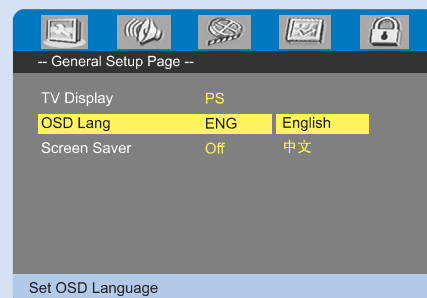 -- General Setup Page --
TV Display PS
OSD Lang ENG English
Screen Saver Off 中文
Set OSD Language